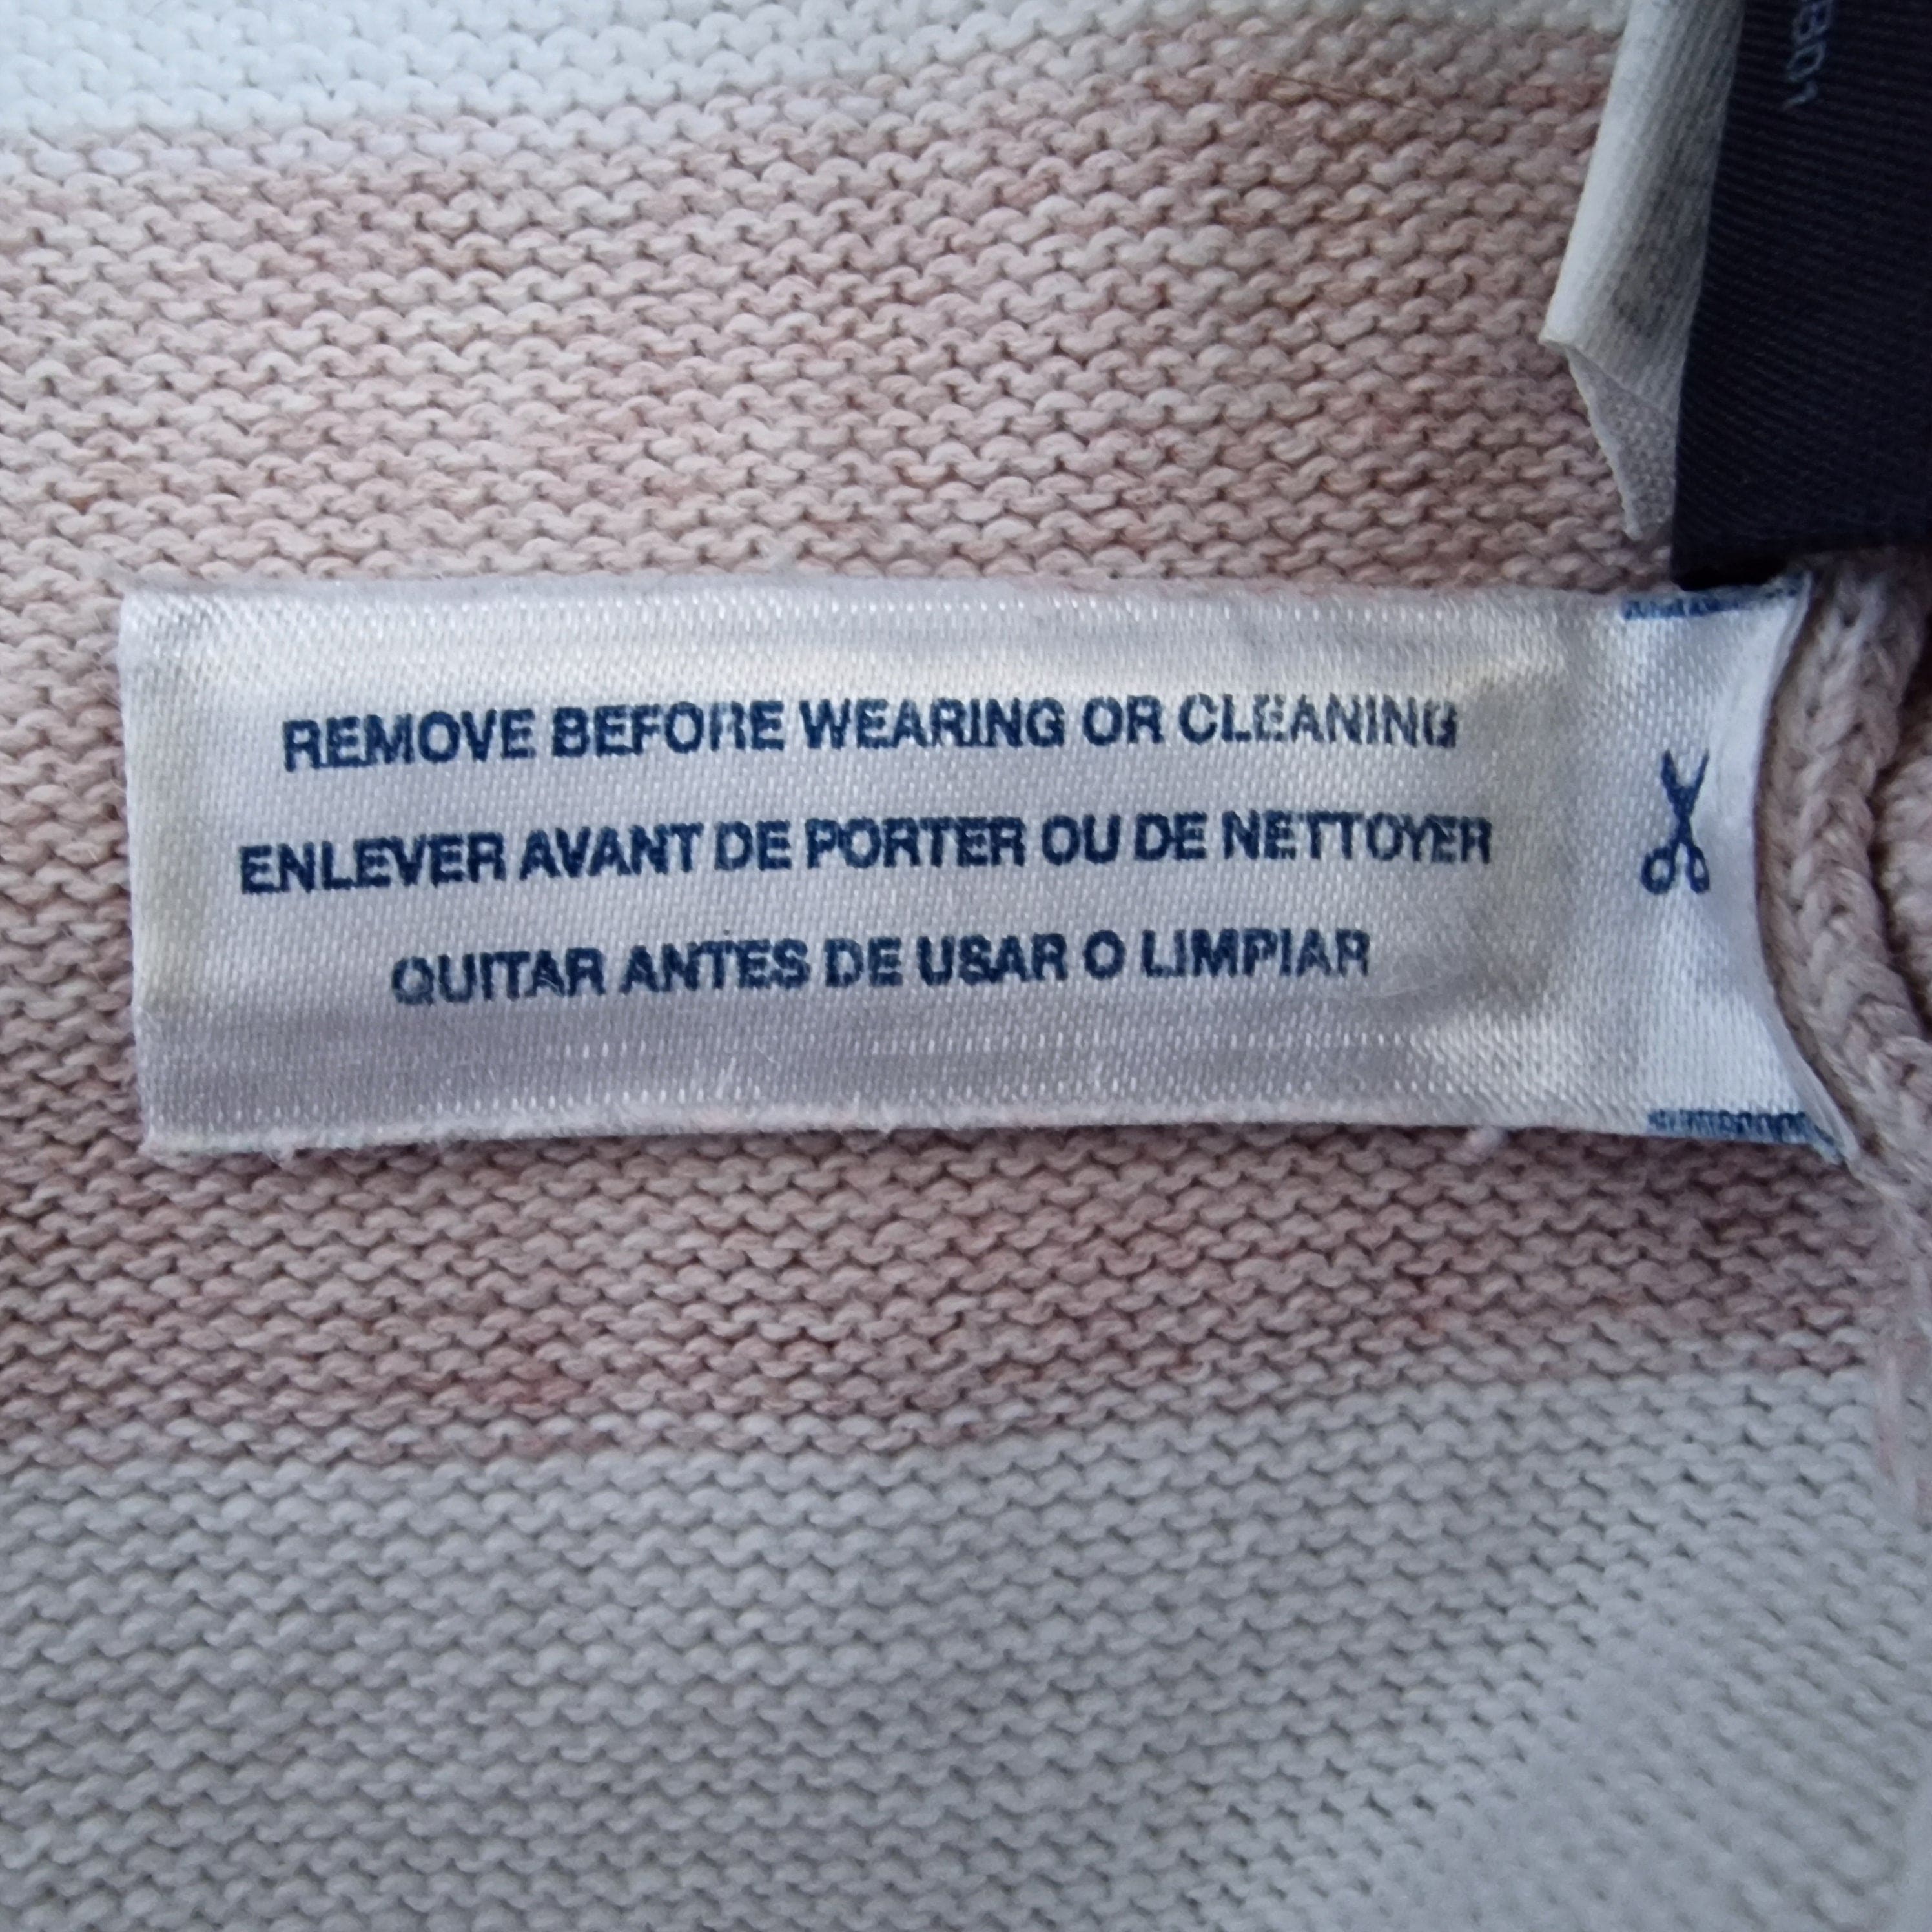 REMOVE BEFORE WEARING OR CLEANING
ENLEVER AVANT DE PORTER OU DE NETTOYER
QUITAR ANTES DE USAR O LIMPIAR